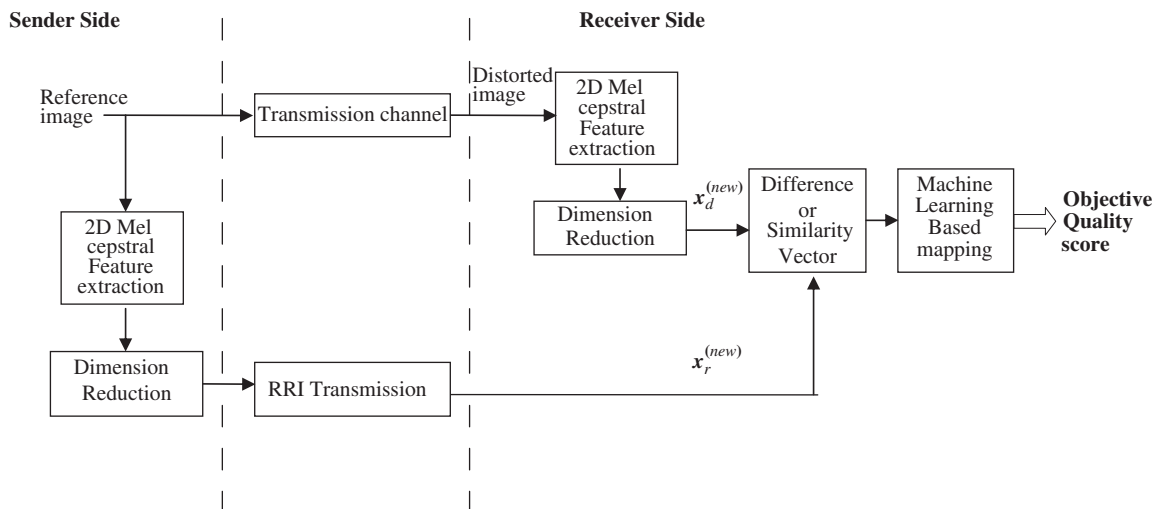 Sender Side
Receiver Side
Reference
image
Transmission channel
Distorted
image
2D Mel
cepstral
Feature
extraction
2D Mel
cepstral
Feature
extraction
Dimension
Reduction
x_d^{(new)}
Difference
or
Similarity
Vector
Machine
Learning
Based
mapping
Objective
Quality
score
Dimension
Reduction
RRI Transmission
x_r^{(new)}